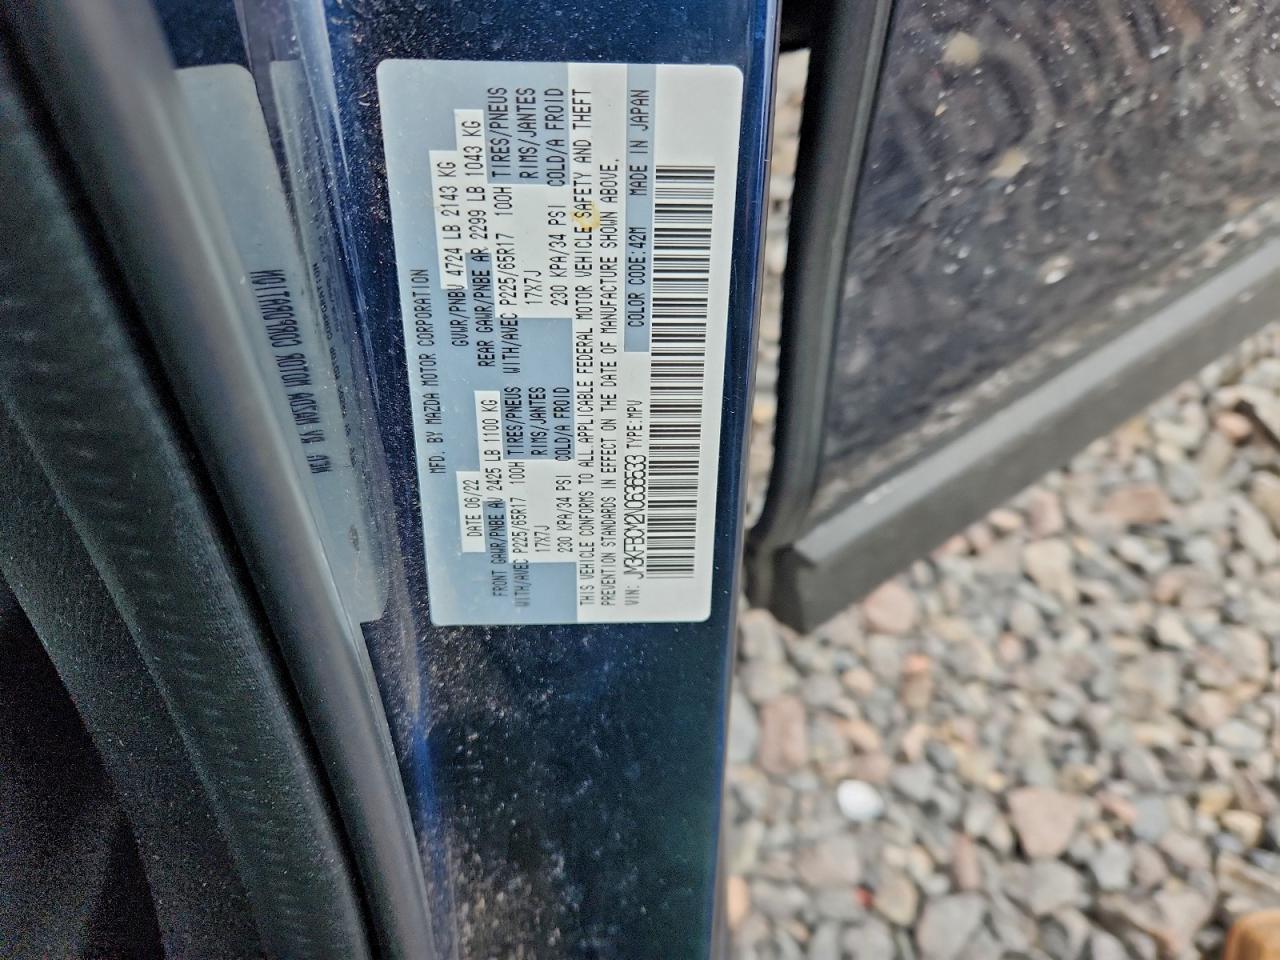 MFD. BY MAZDA MOTOR CORPORATION
DATE 06/22 GVWR/PNBV 4724 LB 2143 KG
FRONT GAWR/PNBE AV 2425 LB 1100 KG REAR GAWR/PNBE AR 2299 LB 1043 KG
WITH/AVEC P225/65R17 100H TIRES/PNEUS WITH/AVEC P225/65R17 100H TIRES/PNEUS
17X7J RIMS/JANTES 17X7J RIMS/JANTES
230 KPA/34 PSI COLD/A FROID 230 KPA/34 PSI COLD/A FROID
THIS VEHICLE CONFORMS TO ALL APPLICABLE FEDERAL MOTOR VEHICLE SAFETY AND THEFT
PREVENTION STANDARDS IN EFFECT ON THE DATE OF MANUFACTURE SHOWN ABOVE.
VIN: TYPE:MPV COLOR CODE:42M MADE IN JAPAN